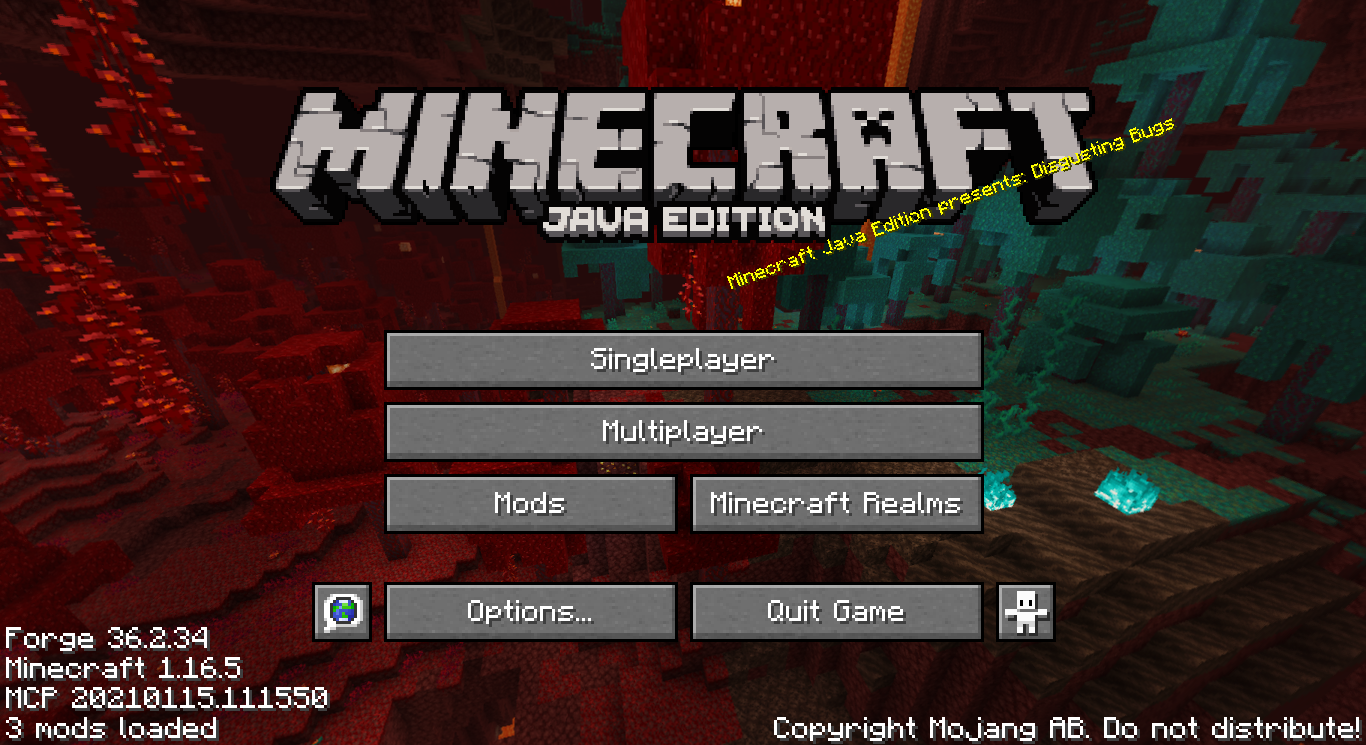 MINECRAFT
JAVA EDITION
Minecraft Java Edition presents: Disgusting Bugs
Singleplayer
Multiplayer
Mods
Minecraft Realms
Options...
Quit Game
Forge 36.2.34
Minecraft 1.16.5
MCP 20210115.111550
3 mods loaded
Copyright Mojang AB. Do not distribute!